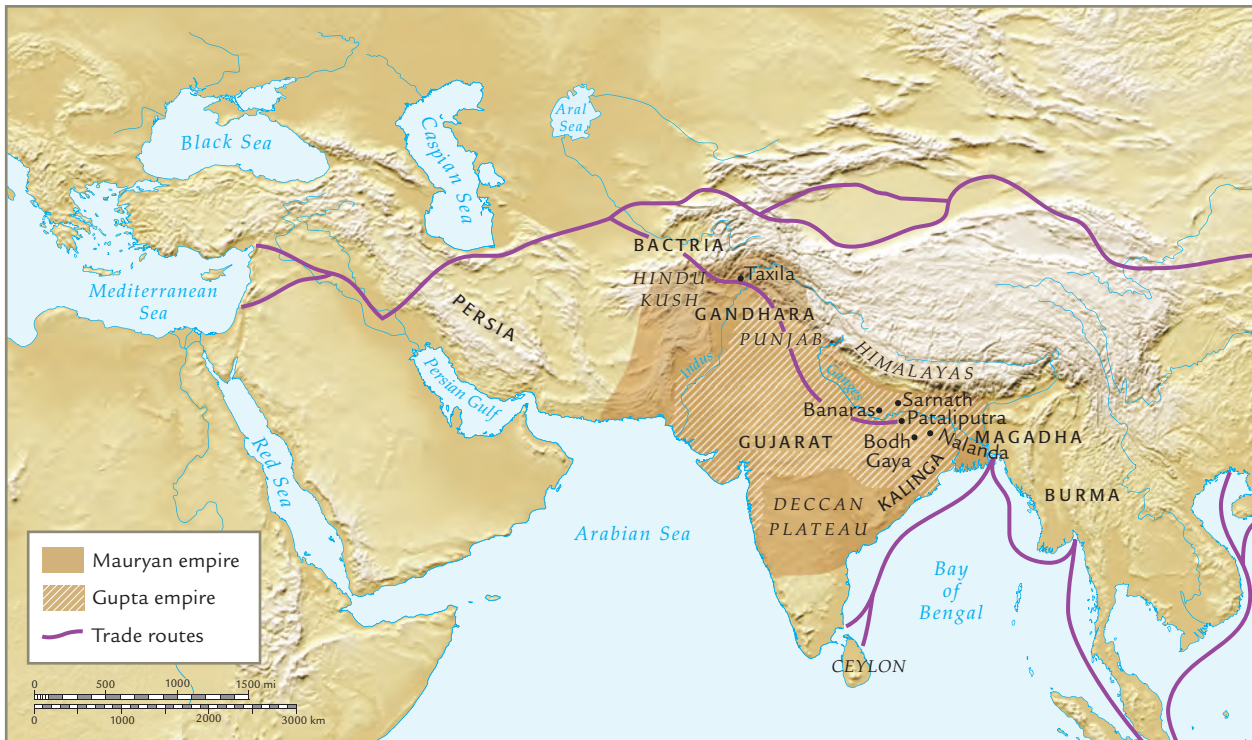 Black Sea
Caspian Sea
Aral
Sea
Mediterranean
Sea
PERSIA
BACTRIA
HINDU
KUSH
Taxila
GANDHARA
PUNJAB
Indus
HIMALAYAS
Ganges
Persian Gulf
Red Sea
Banaras
Sarnath
Pataliputra
GUJARAT
Bodh
Gaya
Nalanda
MAGADHA
KALINGA
BURMA
DECCAN
PLATEAU
Arabian Sea
Bay
of
Bengal
CEYLON
Mauryan empire
Gupta empire
Trade routes
0 500 1000 1500 mi
0 1000 2000 3000 km